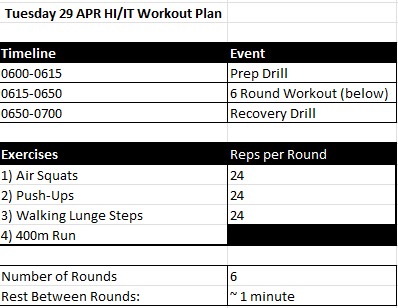 Tuesday 29 APR HI/IT Workout Plan
Timeline Event
0600-0615 Prep Drill
0615-0650 6 Round Workout (below)
0650-0700 Recovery Drill
Exercises Reps per Round
1) Air Squats 24
2) Push-Ups 24
3) Walking Lunge Steps 24
4) 400m Run
Number of Rounds 6
Rest Between Rounds: ~ 1 minute